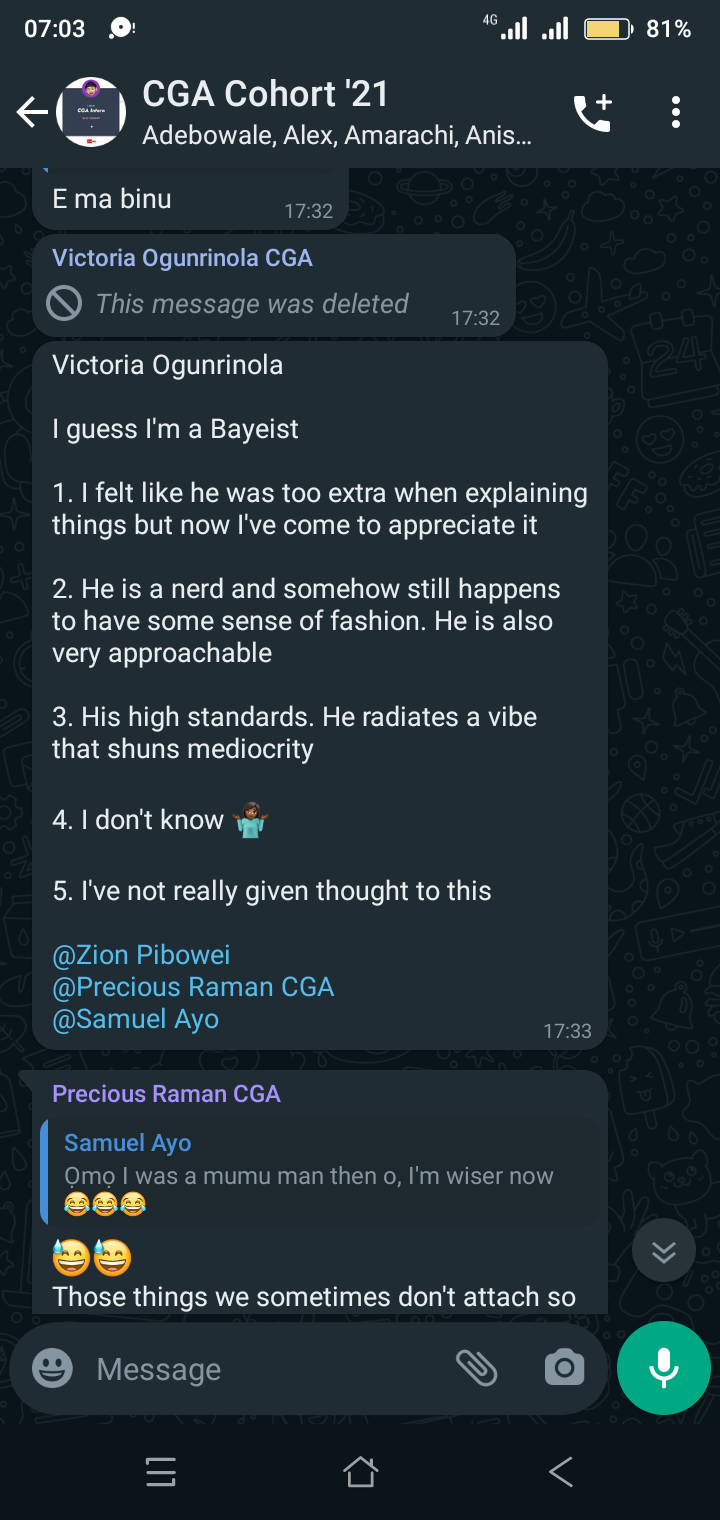 07:03
4G
81%
CGA Cohort '21
Adebowale, Alex, Amarachi, Anis...
E ma binu
17:32
Victoria Ogunrinola CGA
This message was deleted
17:32
Victoria Ogunrinola
I guess I'm a Bayeist
1. I felt like he was too extra when explaining
things but now I've come to appreciate it
2. He is a nerd and somehow still happens
to have some sense of fashion. He is also
very approachable
3. His high standards. He radiates a vibe
that shuns mediocrity
4. I don't know 🤷🏾‍♀️
5. I've not really given thought to this
@Zion Pibowei
@Precious Raman CGA
@Samuel Ayo
17:33
Precious Raman CGA
Samuel Ayo
Ọmọ I was a mumu man then o, I'm wiser now
😂😂😂
😅😅
Those things we sometimes don't attach so
Message